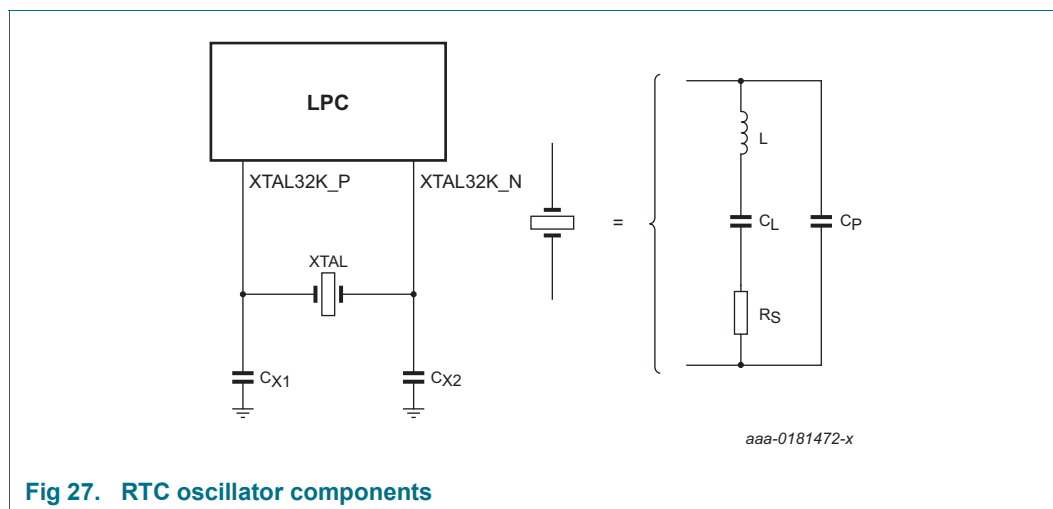 LPC
XTAL32K_P
XTAL32K_N
XTAL
CX1
CX2
=
L
CL
CP
RS
aaa-0181472-x
Fig 27. RTC oscillator components